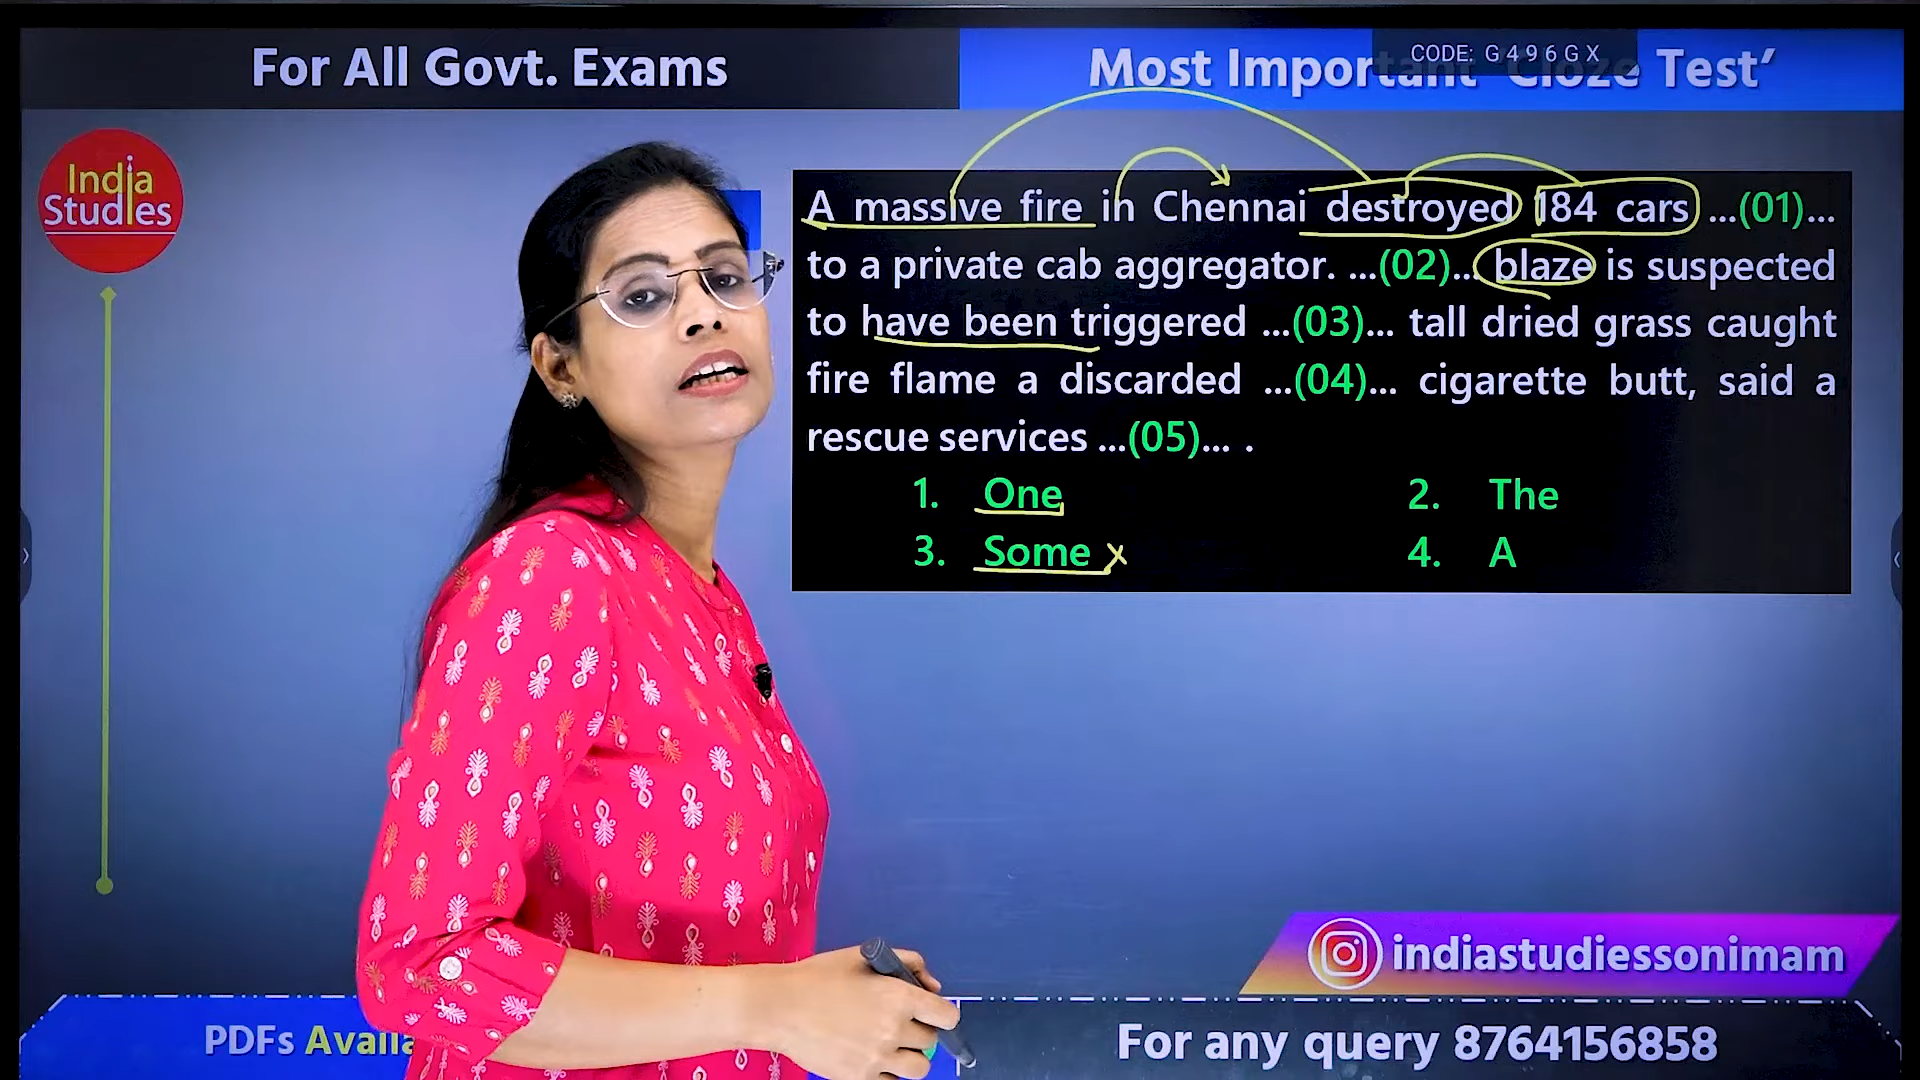 For All Govt. Exams
Most Important 'Cloze Test'
CODE: G496GX
India
Studies
A massive fire in Chennai destroyed 184 cars ...(01)...
to a private cab aggregator. ...(02)... blaze is suspected
to have been triggered ...(03)... tall dried grass caught
fire flame a discarded ...(04)... cigarette butt, said a
rescue services ...(05)... .
1. One 2. The
3. Some x 4. A
indiastudiessonimam
PDFs Availa
For any query 8764156858